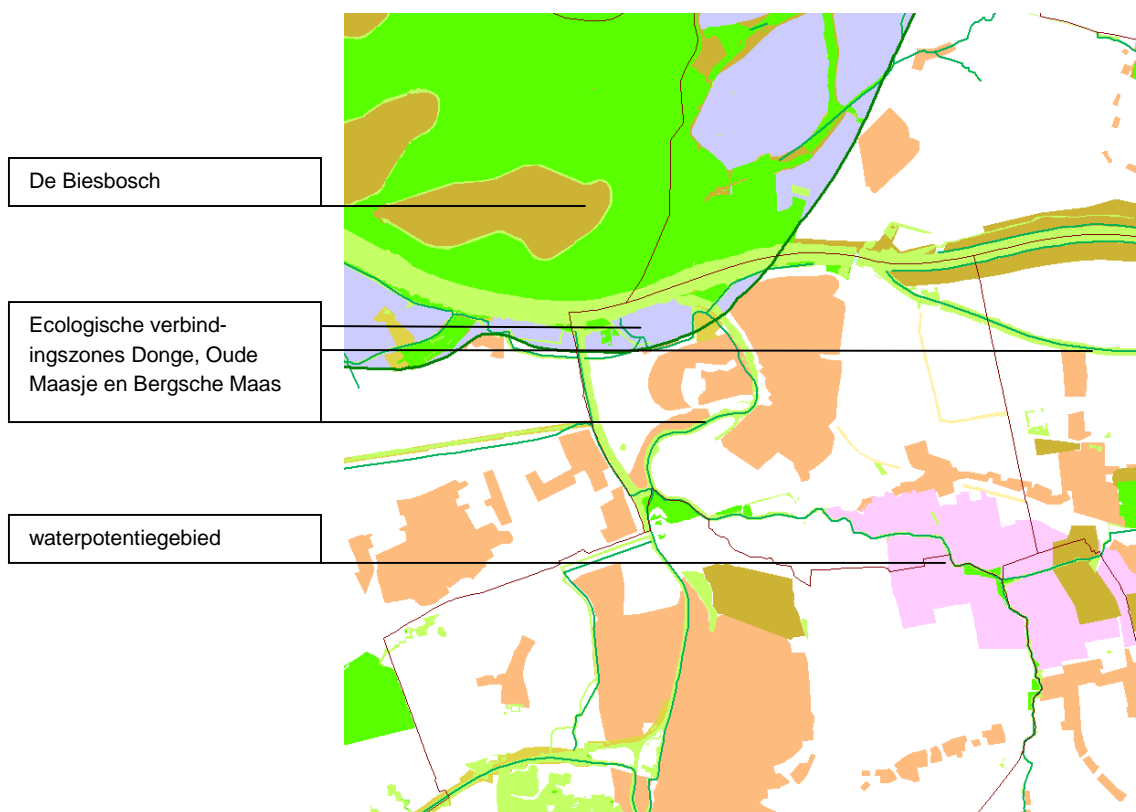 De Biesbosch
Ecologische verbind-
ingszones Donge, Oude
Maasje en Bergsche Maas
waterpotentiegebied